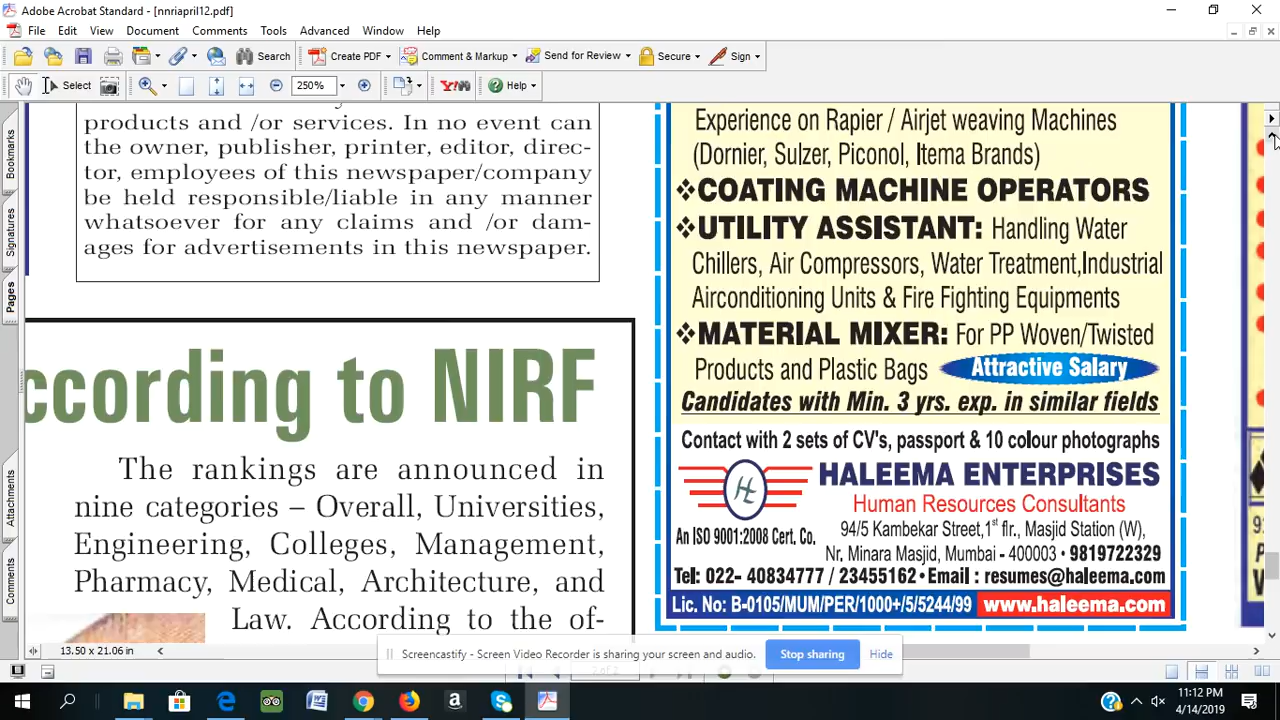 Adobe Acrobat Standard - [nnriapril12.pdf]
File Edit View Document Comments Tools Advanced Window Help
Search Create PDF Comment & Markup Send for Review Secure Sign
Select 250% Y! Help
Bookmarks
Signatures
Pages
Attachments
Comments
products and /or services. In no event can
the owner, publisher, printer, editor, direc-
tor, employees of this newspaper/company
be held responsible/liable in any manner
whatsoever for any claims and /or dam-
ages for advertisements in this newspaper.
ccording to NIRF
The rankings are announced in
nine categories – Overall, Universities,
Engineering, Colleges, Management,
Pharmacy, Medical, Architecture, and
Law. According to the of-
Experience on Rapier / Airjet weaving Machines
(Dornier, Sulzer, Piconol, Itema Brands)
❖COATING MACHINE OPERATORS
❖UTILITY ASSISTANT: Handling Water
Chillers, Air Compressors, Water Treatment,Industrial
Airconditioning Units & Fire Fighting Equipments
❖MATERIAL MIXER: For PP Woven/Twisted
Products and Plastic Bags Attractive Salary
Candidates with Min. 3 yrs. exp. in similar fields
Contact with 2 sets of CV's, passport & 10 colour photographs
HALEEMA ENTERPRISES
Human Resources Consultants
An ISO 9001:2008 Cert. Co.
94/5 Kambekar Street,1st flr., Masjid Station (W),
Nr. Minara Masjid, Mumbai - 400003 • 9819722329
Tel: 022- 40834777 / 23455162 • Email : resumes@haleema.com
Lic. No: B-0105/MUM/PER/1000+/5/5244/99 www.haleema.com
13.50 x 21.06 in
Screencastify - Screen Video Recorder is sharing your screen and audio. Stop sharing Hide
2 of 2
11:12 PM
4/14/2019